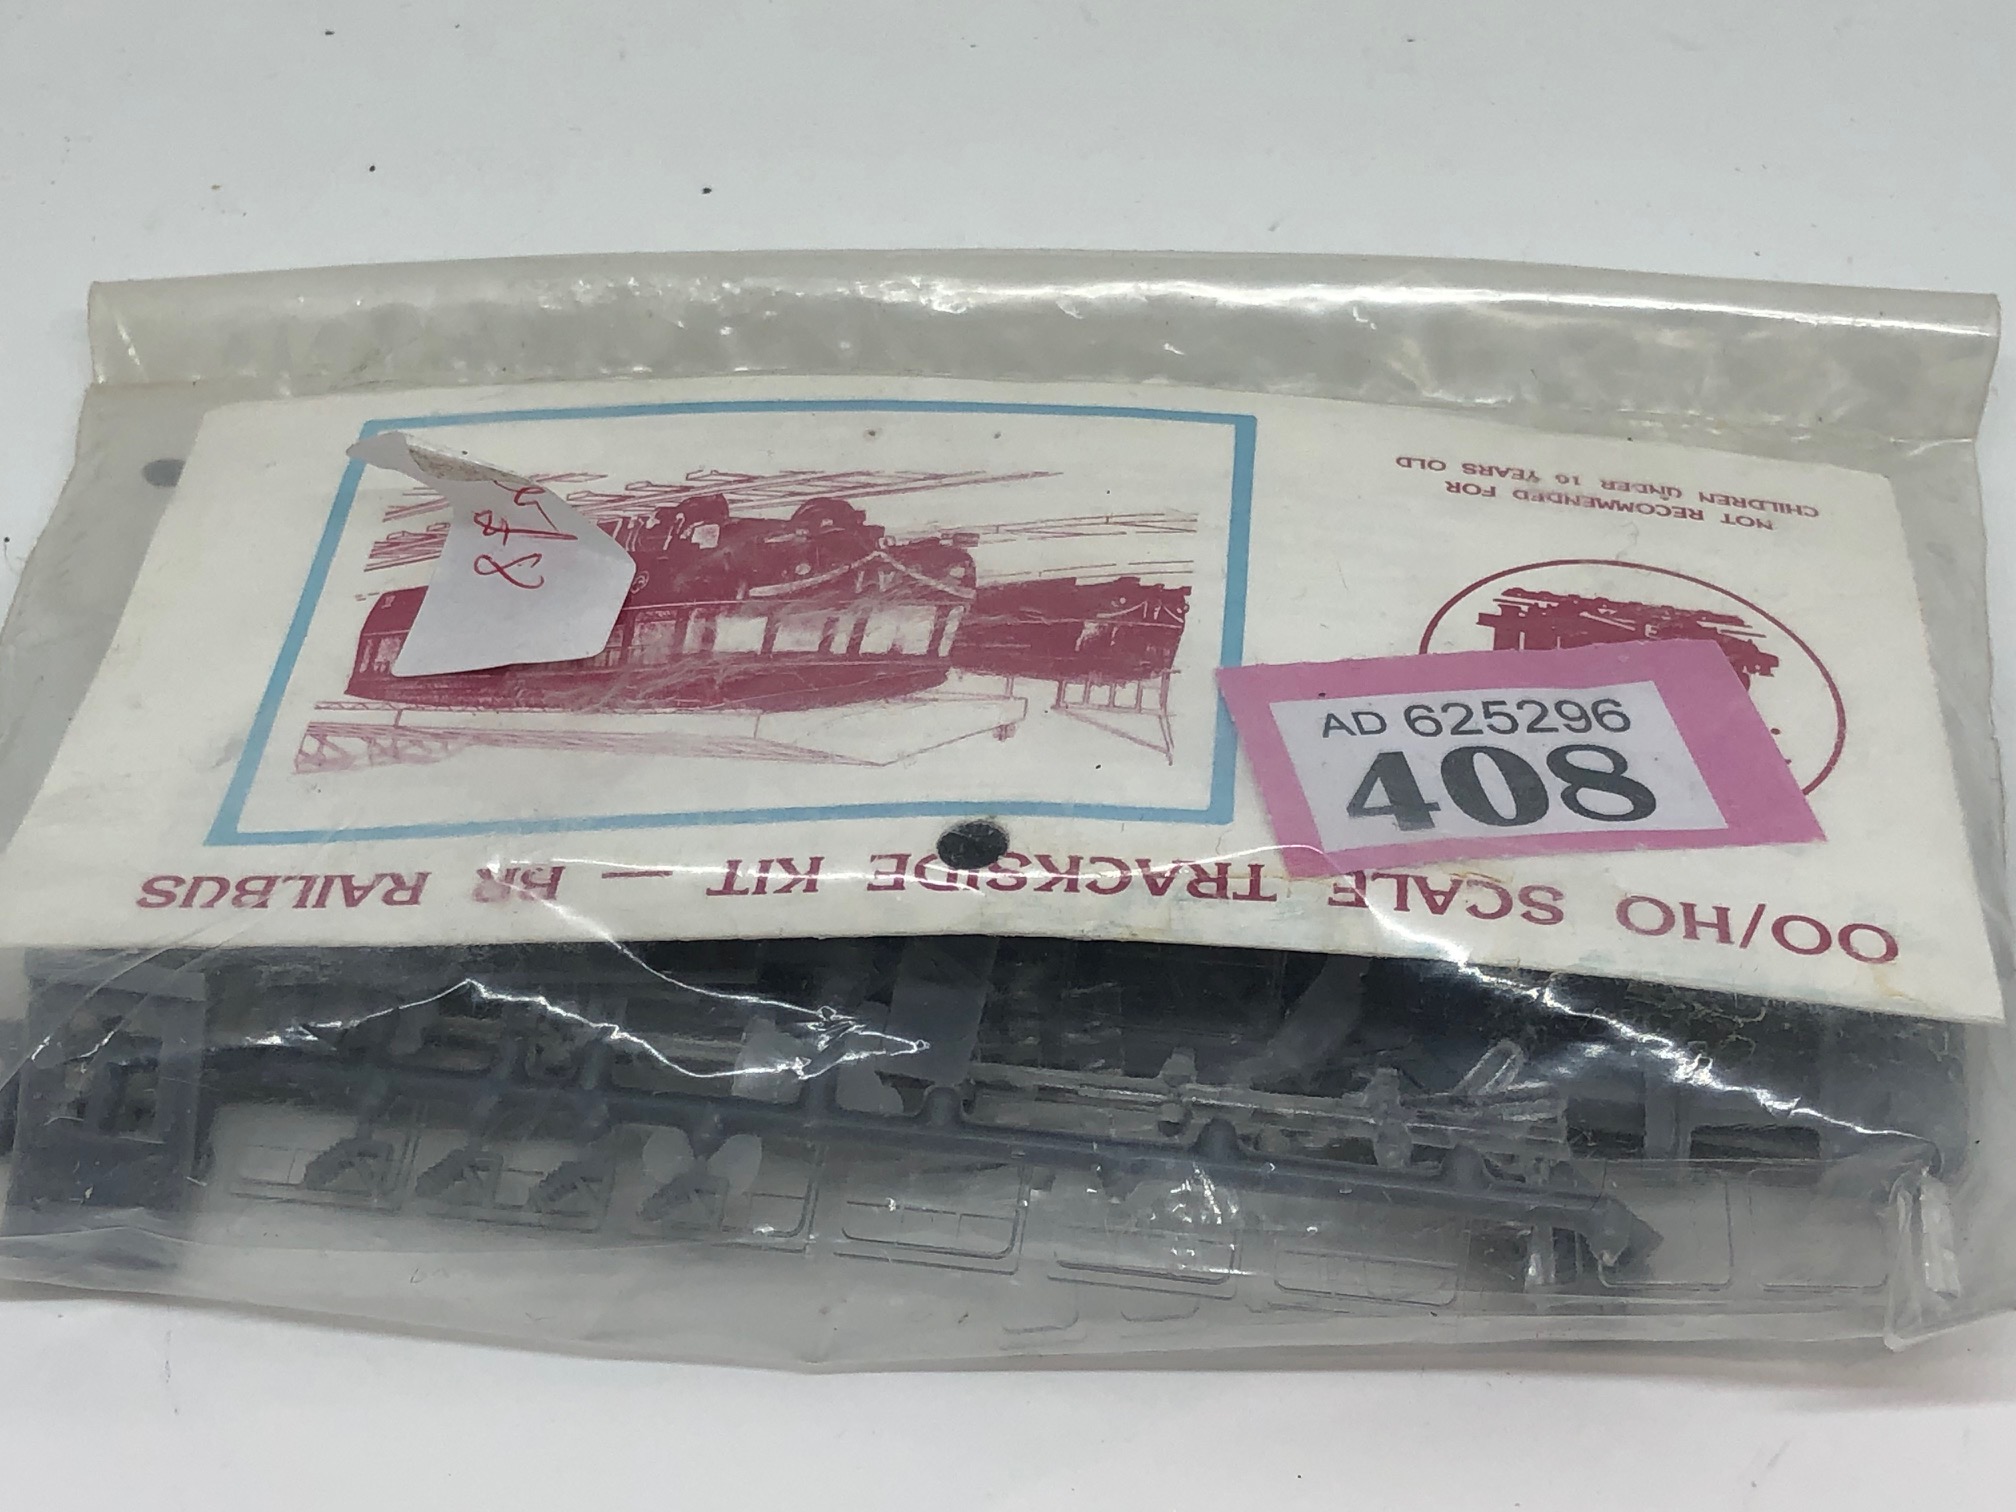 OO/HO SCALE TRACKSIDE KIT — BR RAILBUS
NOT RECOMMENDED FOR
CHILDREN UNDER 10 YEARS OLD
AD 625296
408